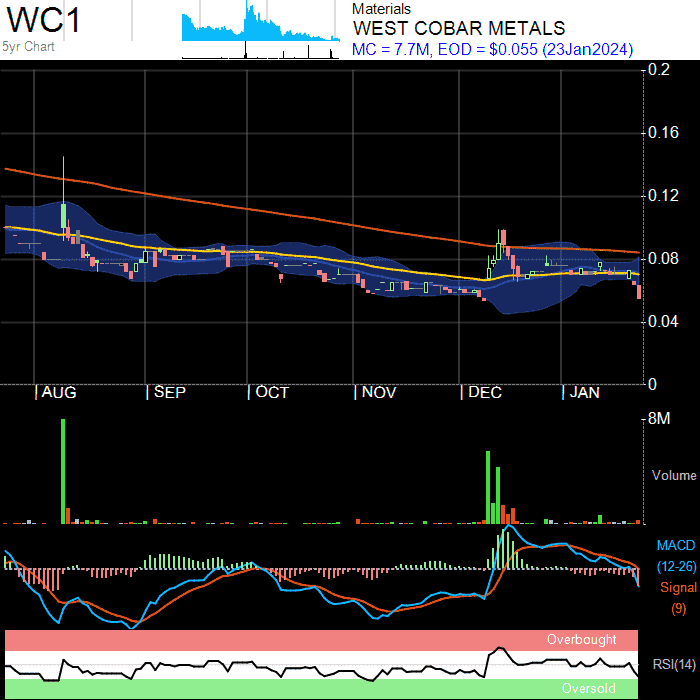 WC1
5yr Chart
Materials
WEST COBAR METALS
MC = 7.7M, EOD = $0.055 (23Jan2024)
0.2
0.16
0.12
0.08
0.04
0
AUG SEP OCT NOV DEC JAN
8M
Volume
MACD
(12-26)
Signal
(9)
Overbought
RSI(14)
Oversold